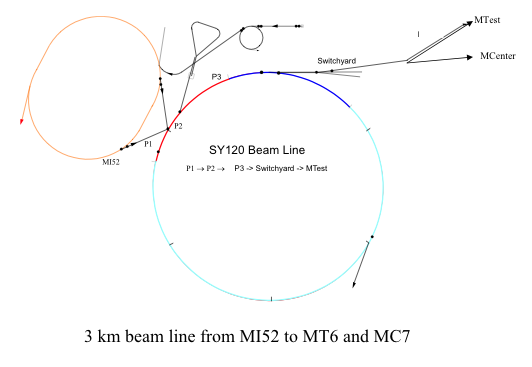 MTest
MCenter
Switchyard
P3
P2
P1
MI52
SY120 Beam Line
P1 → P2 → P3 -> Switchyard -> MTest
3 km beam line from MI52 to MT6 and MC7